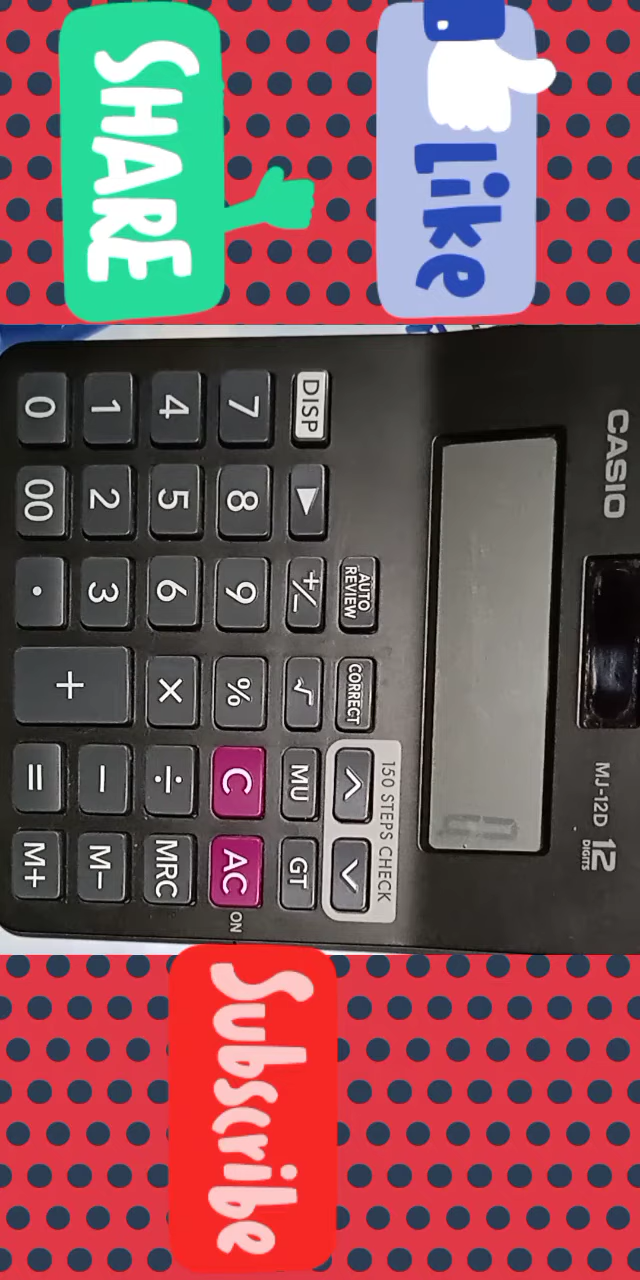 SHARE
Like
CASIO
MJ-12D 12
DIGITS
150 STEPS CHECK
AUTO
REVIEW
CORRECT
DISP ▶ +/− √ MU GT
7 8 9 % C AC
ON
4 5 6 × ÷ MRC
1 2 3 + − M−
0 00 · = M+
Subscribe